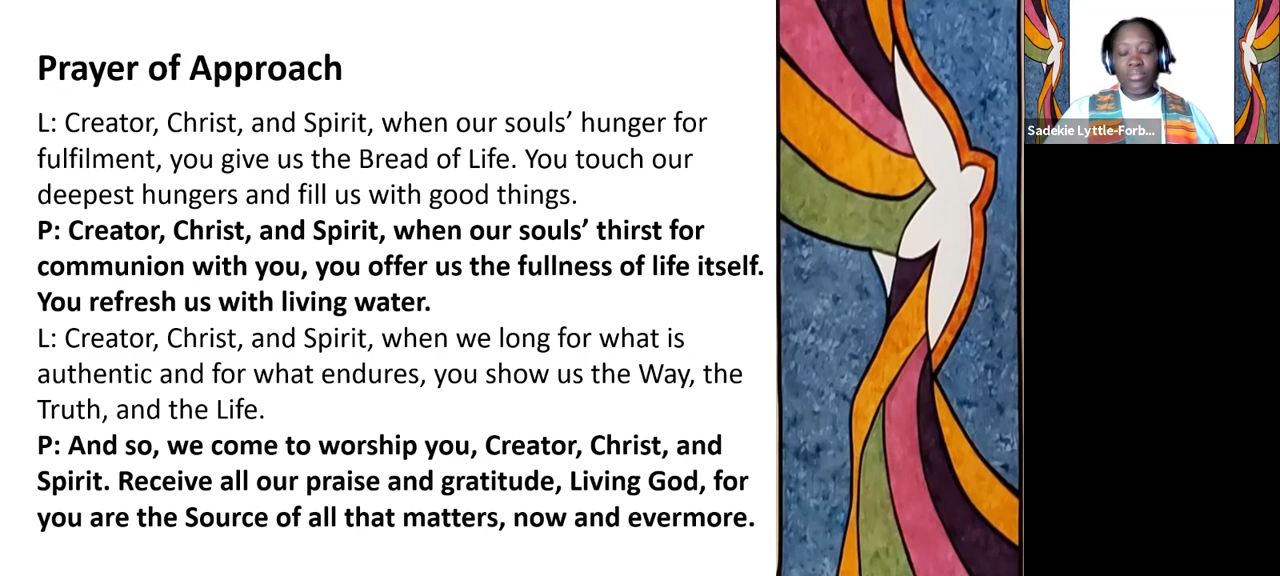 Prayer of Approach
L: Creator, Christ, and Spirit, when our souls’ hunger for
fulfilment, you give us the Bread of Life. You touch our
deepest hungers and fill us with good things.
P: Creator, Christ, and Spirit, when our souls’ thirst for
communion with you, you offer us the fullness of life itself.
You refresh us with living water.
L: Creator, Christ, and Spirit, when we long for what is
authentic and for what endures, you show us the Way, the
Truth, and the Life.
P: And so, we come to worship you, Creator, Christ, and
Spirit. Receive all our praise and gratitude, Living God, for
you are the Source of all that matters, now and evermore.
Sadekie Lyttle-Forb...